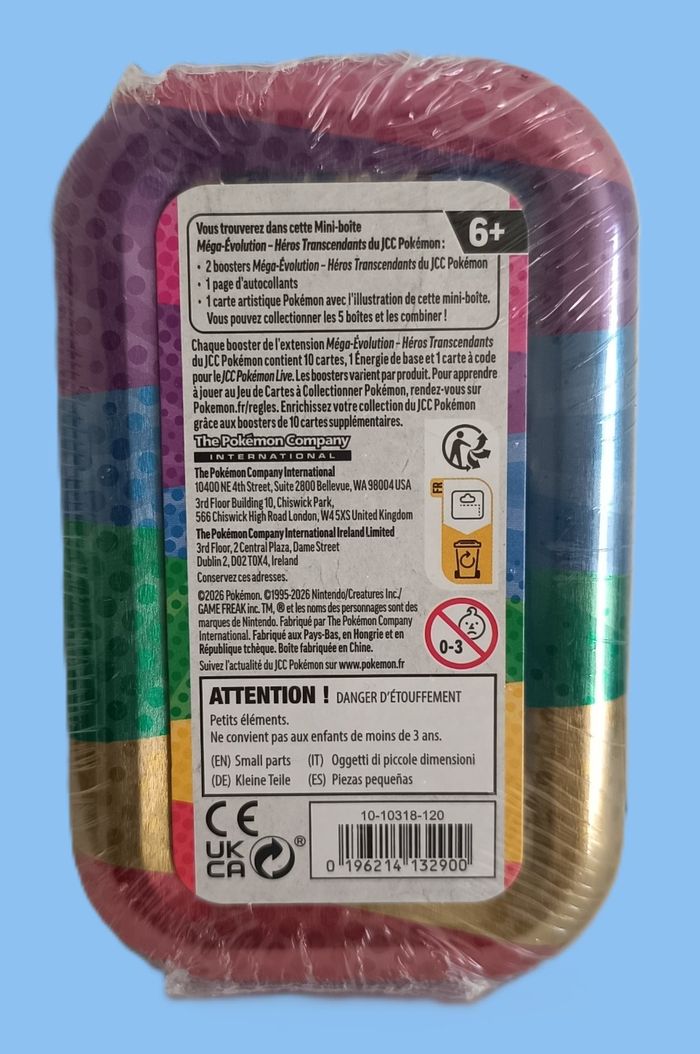 Vous trouverez dans cette Mini-boîte
Méga-Évolution – Héros Transcendants du JCC Pokémon :
6+
• 2 boosters Méga-Évolution – Héros Transcendants du JCC Pokémon
• 1 page d'autocollants
• 1 carte artistique Pokémon avec l'illustration de cette mini-boîte.
Vous pouvez collectionner les 5 boîtes et les combiner !
Chaque booster de l'extension Méga-Évolution – Héros Transcendants
du JCC Pokémon contient 10 cartes, 1 Énergie de base et 1 carte à code
pour le JCC Pokémon Live. Les boosters varient par produit. Pour apprendre
à jouer au Jeu de Cartes à Collectionner Pokémon, rendez-vous sur
Pokemon.fr/regles. Enrichissez votre collection du JCC Pokémon
grâce aux boosters de 10 cartes supplémentaires.
The Pokémon Company
INTERNATIONAL
The Pokémon Company International
10400 NE 4th Street, Suite 2800 Bellevue, WA 98004 USA
3rd Floor Building 10, Chiswick Park,
566 Chiswick High Road London, W4 5XS United Kingdom
The Pokémon Company International Ireland Limited
3rd Floor, 2 Central Plaza, Dame Street
Dublin 2, D02 T0X4, Ireland
Conservez ces adresses.
FR
©2026 Pokémon. ©1995-2026 Nintendo/Creatures Inc./
GAME FREAK inc. TM, ® et les noms des personnages sont des
marques de Nintendo. Fabriqué par The Pokémon Company
International. Fabriqué aux Pays-Bas, en Hongrie et en
République tchèque. Boîte fabriquée en Chine.
Suivez l'actualité du JCC Pokémon sur www.pokemon.fr
0-3
ATTENTION ! DANGER D'ÉTOUFFEMENT
Petits éléments.
Ne convient pas aux enfants de moins de 3 ans.
(EN) Small parts (IT) Oggetti di piccole dimensioni
(DE) Kleine Teile (ES) Piezas pequeñas
CE
UK
CA
®
10-10318-120
0 196214 132900